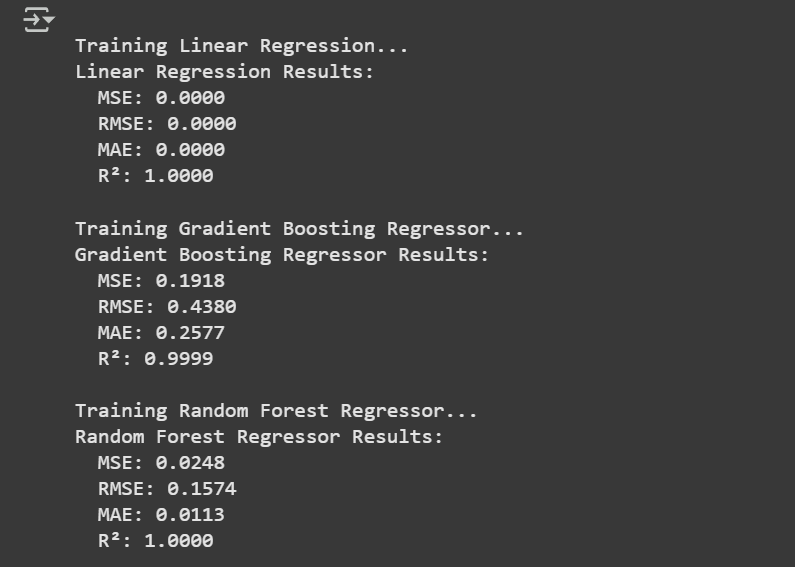 Training Linear Regression...
Linear Regression Results:
MSE: 0.0000
RMSE: 0.0000
MAE: 0.0000
R²: 1.0000
Training Gradient Boosting Regressor...
Gradient Boosting Regressor Results:
MSE: 0.1918
RMSE: 0.4380
MAE: 0.2577
R²: 0.9999
Training Random Forest Regressor...
Random Forest Regressor Results:
MSE: 0.0248
RMSE: 0.1574
MAE: 0.0113
R²: 1.0000